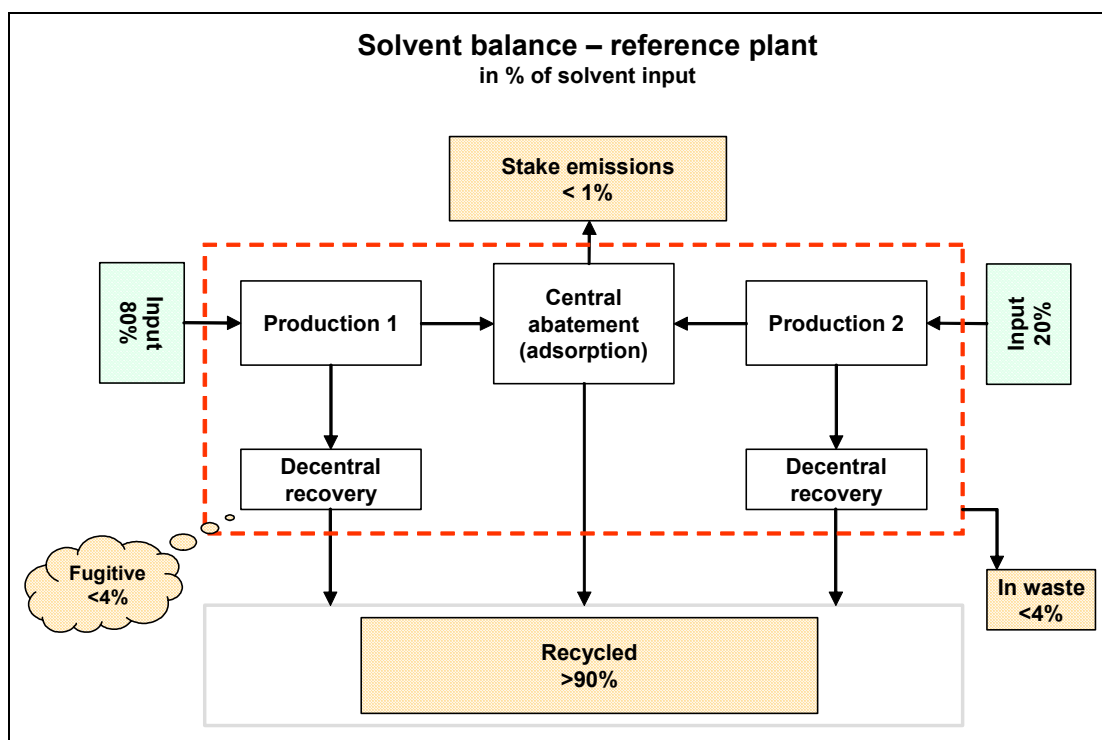 Solvent balance – reference plant
in % of solvent input
Stake emissions
< 1%
Input
80%
Production 1
Central
abatement
(adsorption)
Production 2
Input
20%
Decentral
recovery
Decentral
recovery
Fugitive
<4%
In waste
<4%
Recycled
>90%